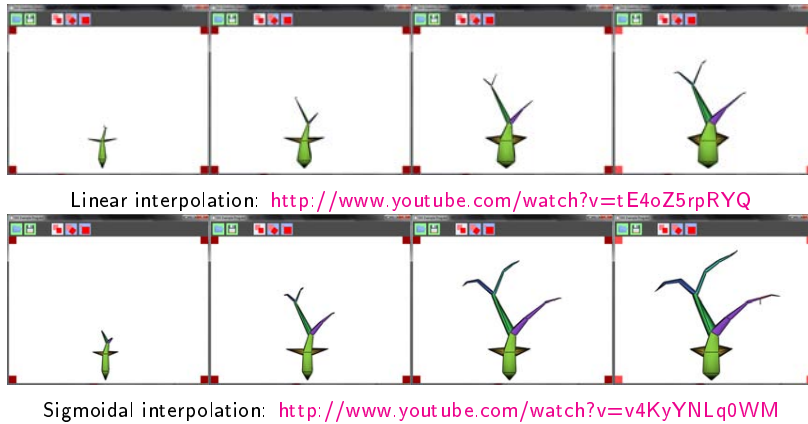 Linear interpolation: http://www.youtube.com/watch?v=tE4oZ5rpRYQ
Sigmoidal interpolation: http://www.youtube.com/watch?v=v4KyYNLq0WM